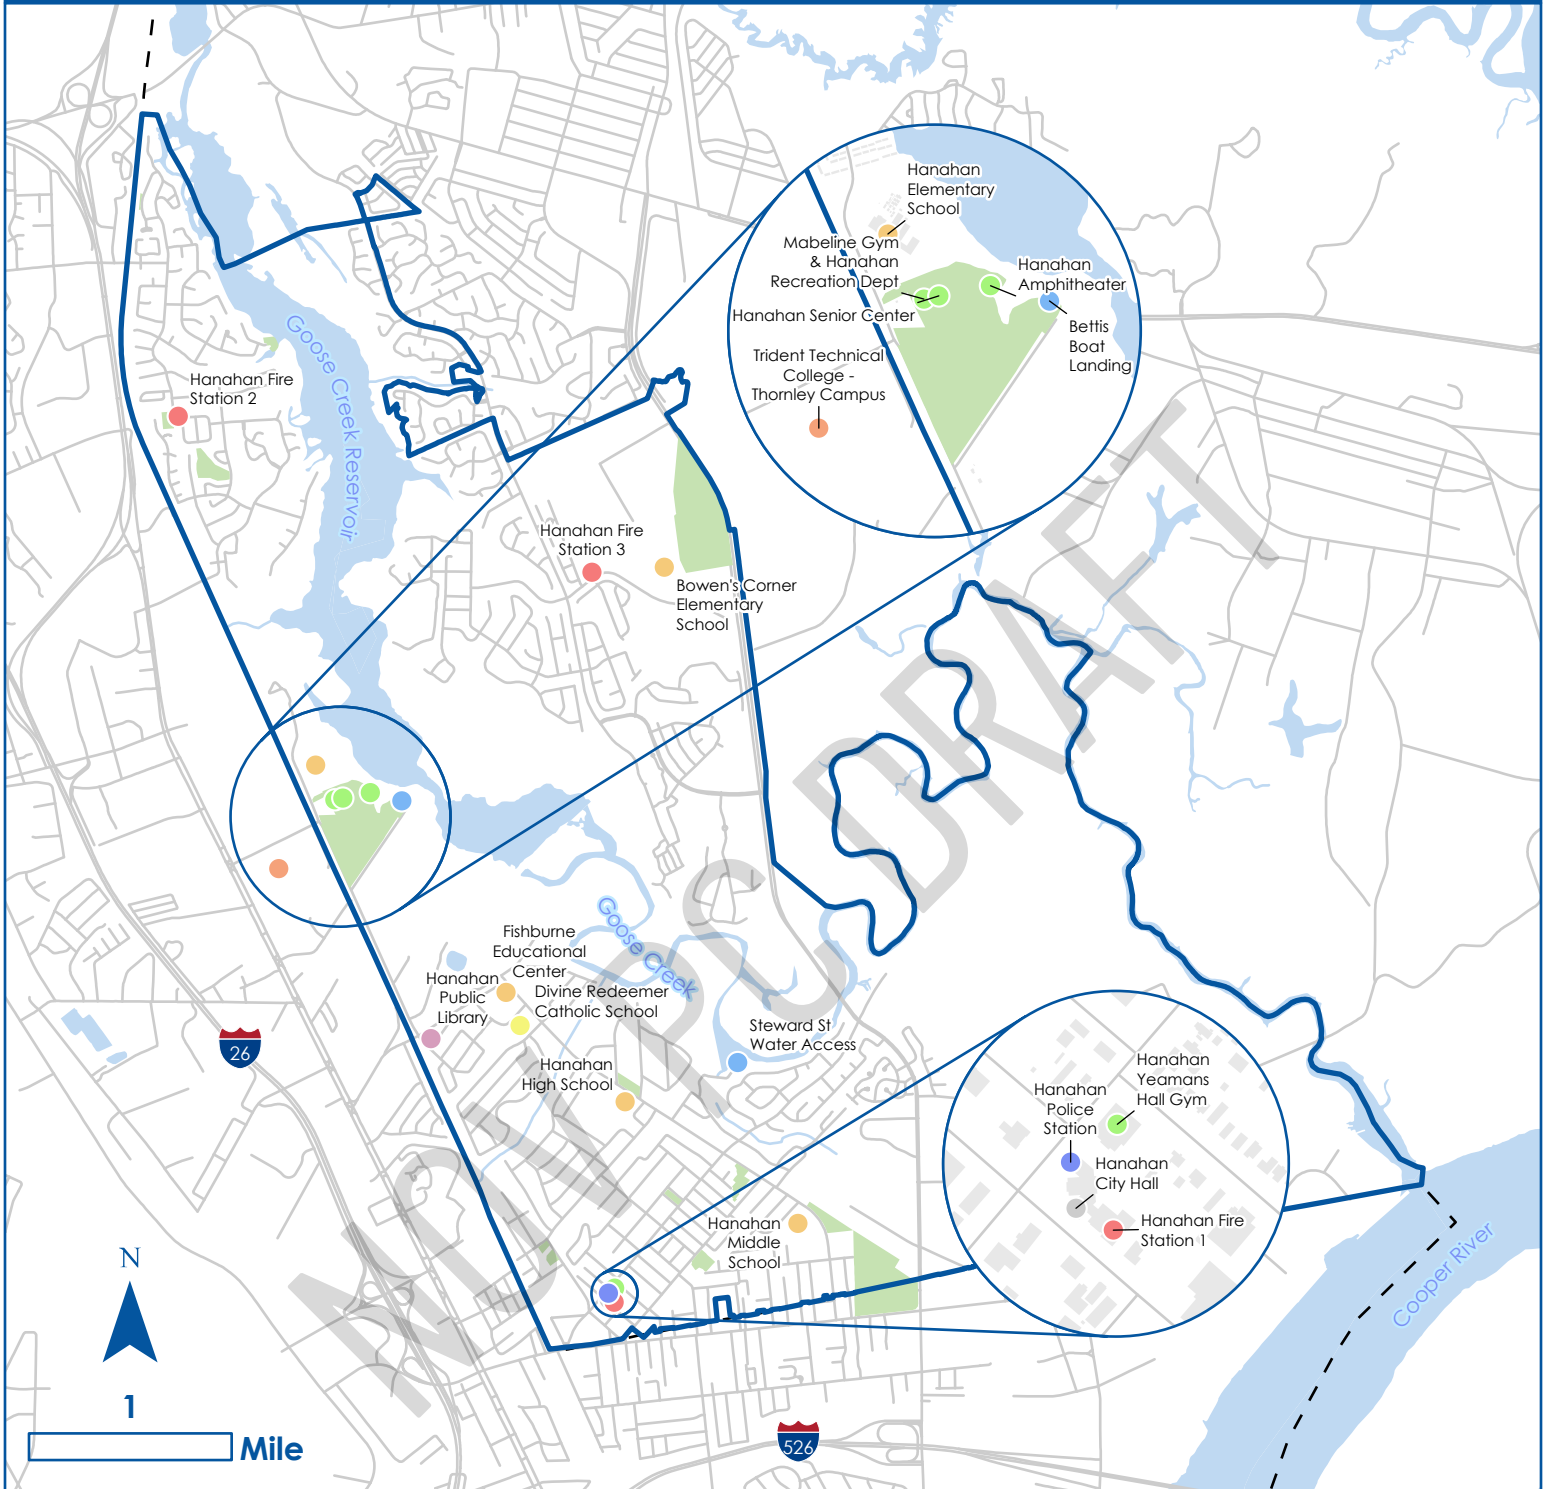 Hanahan
Elementary
School
Mabeline Gym
& Hanahan
Recreation Dept
Hanahan
Amphitheater
Hanahan Senior Center
Bettis
Boat
Landing
Trident Technical
College -
Thornley Campus
Goose Creek Reservoir
Hanahan Fire
Station 2
Hanahan Fire
Station 3
Bowen's Corner
Elementary
School
NOV PC DRAFT
Goose Creek
Fishburne
Educational
Center
Hanahan
Public
Library
Divine Redeemer
Catholic School
Steward St
Water Access
Hanahan
High School
26
Hanahan
Yeamans
Hall Gym
Hanahan
Police
Station
Hanahan
City Hall
Hanahan Fire
Station 1
Hanahan
Middle
School
Cooper River
N
1
Mile
526